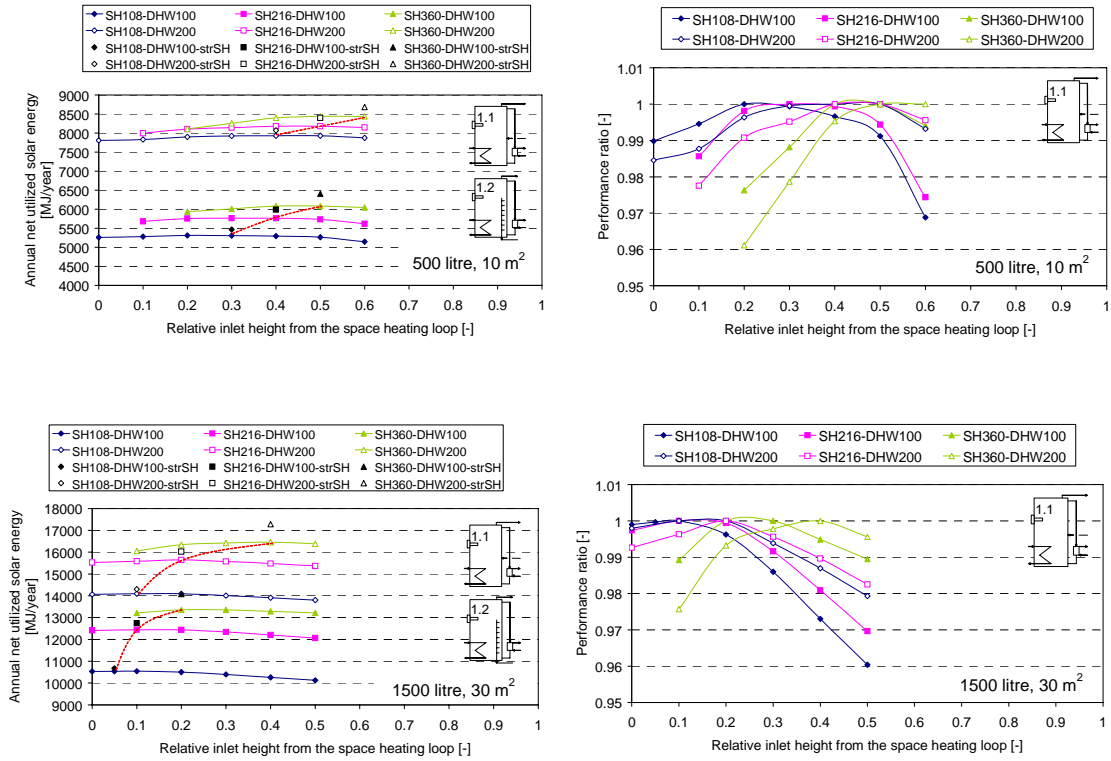 SH108-DHW100 SH216-DHW100 SH360-DHW100
SH108-DHW200 SH216-DHW200 SH360-DHW200
SH108-DHW100-strSH SH216-DHW100-strSH SH360-DHW100-strSH
SH108-DHW200-strSH SH216-DHW200-strSH SH360-DHW200-strSH
Annual net utilized solar energy
[MJ/year]
9000
8500
8000
7500
7000
6500
6000
5500
5000
4500
4000
1.1
1.2
500 litre, 10 m2
0 0.1 0.2 0.3 0.4 0.5 0.6 0.7 0.8 0.9 1
Relative inlet height from the space heating loop [-]
SH108-DHW100 SH216-DHW100 SH360-DHW100
SH108-DHW200 SH216-DHW200 SH360-DHW200
Performance ratio [-]
1.01
1
0.99
0.98
0.97
0.96
0.95
1.1
500 litre, 10 m2
0 0.1 0.2 0.3 0.4 0.5 0.6 0.7 0.8 0.9 1
Relative inlet height from the space heating loop [-]
SH108-DHW100 SH216-DHW100 SH360-DHW100
SH108-DHW200 SH216-DHW200 SH360-DHW200
SH108-DHW100-strSH SH216-DHW100-strSH SH360-DHW100-strSH
SH108-DHW200-strSH SH216-DHW200-strSH SH360-DHW200-strSH
Annual net utilized solar energy
[MJ/year]
18000
17000
16000
15000
14000
13000
12000
11000
10000
9000
1.1
1.2
1500 litre, 30 m2
0 0.1 0.2 0.3 0.4 0.5 0.6 0.7 0.8 0.9 1
Relative inlet height from the space heating loop [-]
SH108-DHW100 SH216-DHW100 SH360-DHW100
SH108-DHW200 SH216-DHW200 SH360-DHW200
Performance ratio [-]
1.01
1
0.99
0.98
0.97
0.96
0.95
1.1
1500 litre, 30 m2
0 0.1 0.2 0.3 0.4 0.5 0.6 0.7 0.8 0.9 1
Relative inlet height from the space heating loop [-]